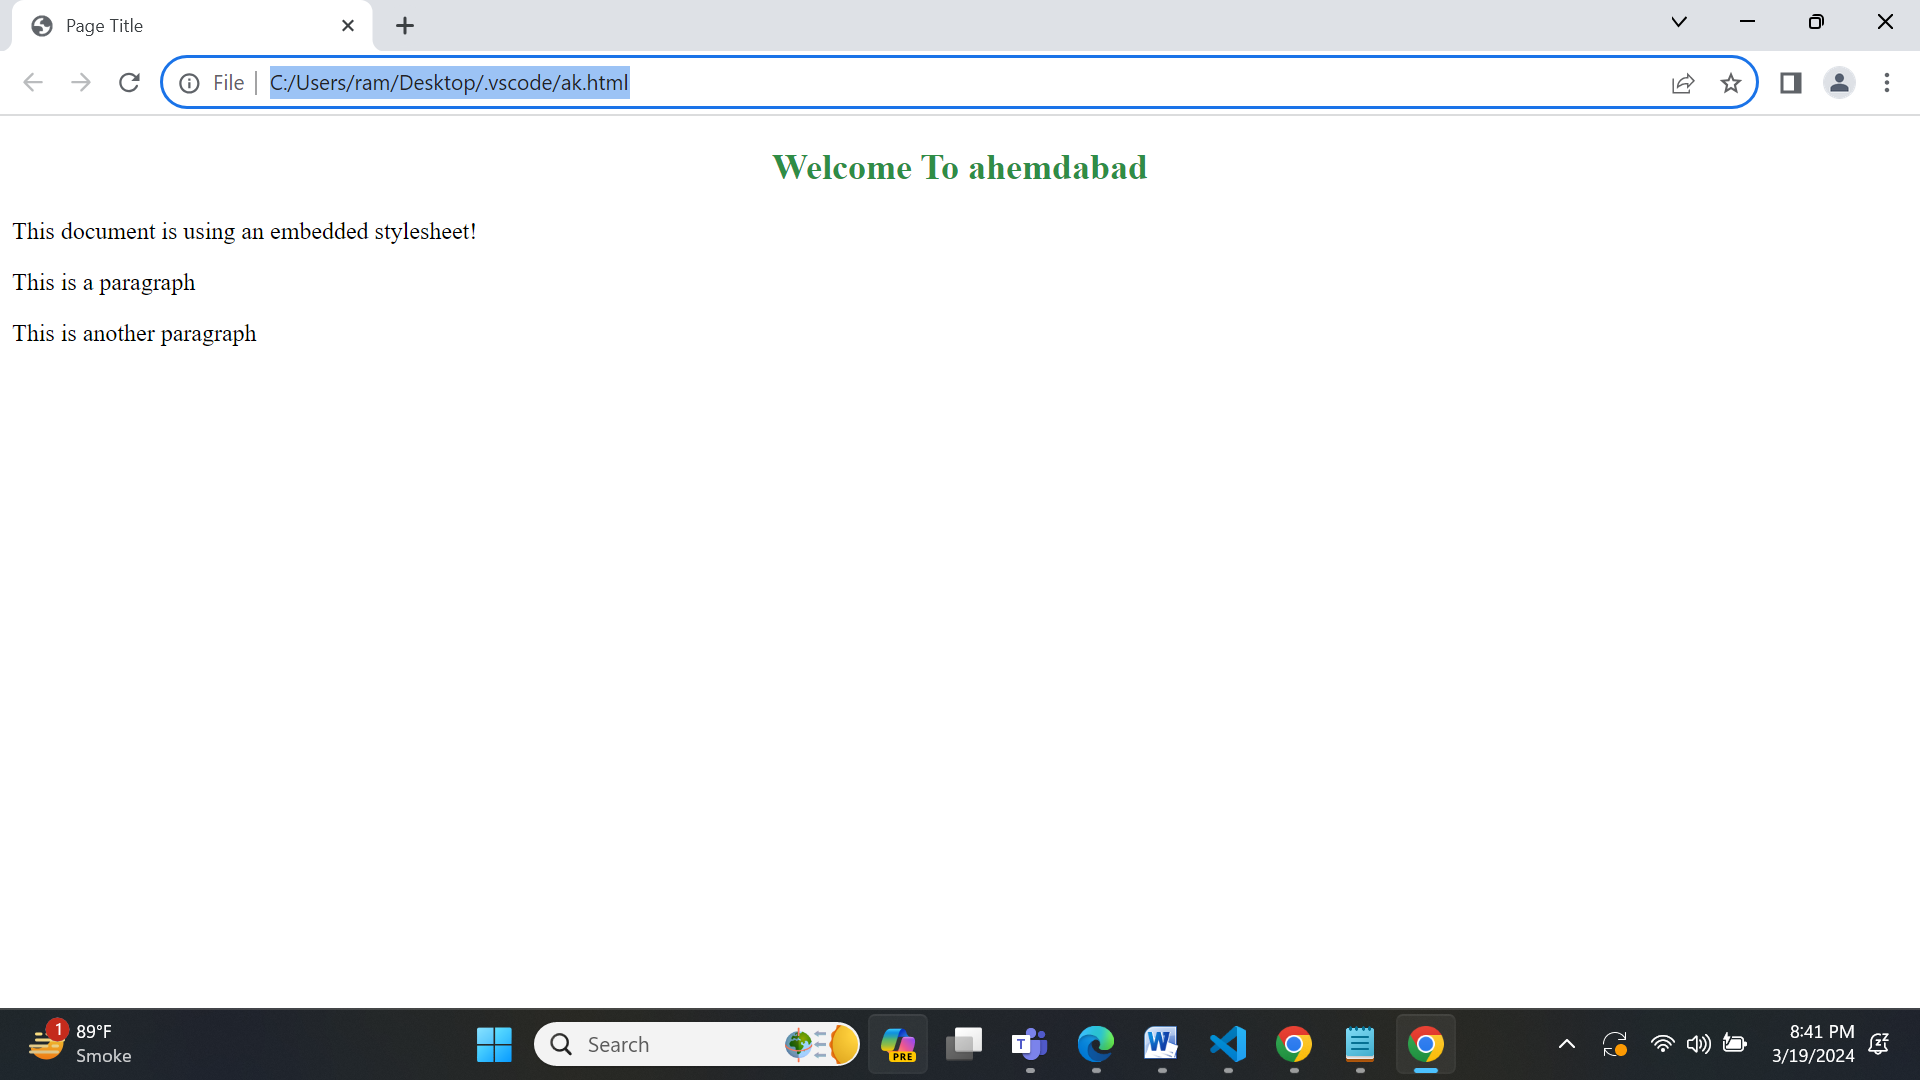 Page Title
File
C:/Users/ram/Desktop/.vscode/ak.html
Welcome To ahemdabad
This document is using an embedded stylesheet!
This is a paragraph
This is another paragraph
1
89°F
Smoke
Search
PRE
T
W
8:41 PM
3/19/2024